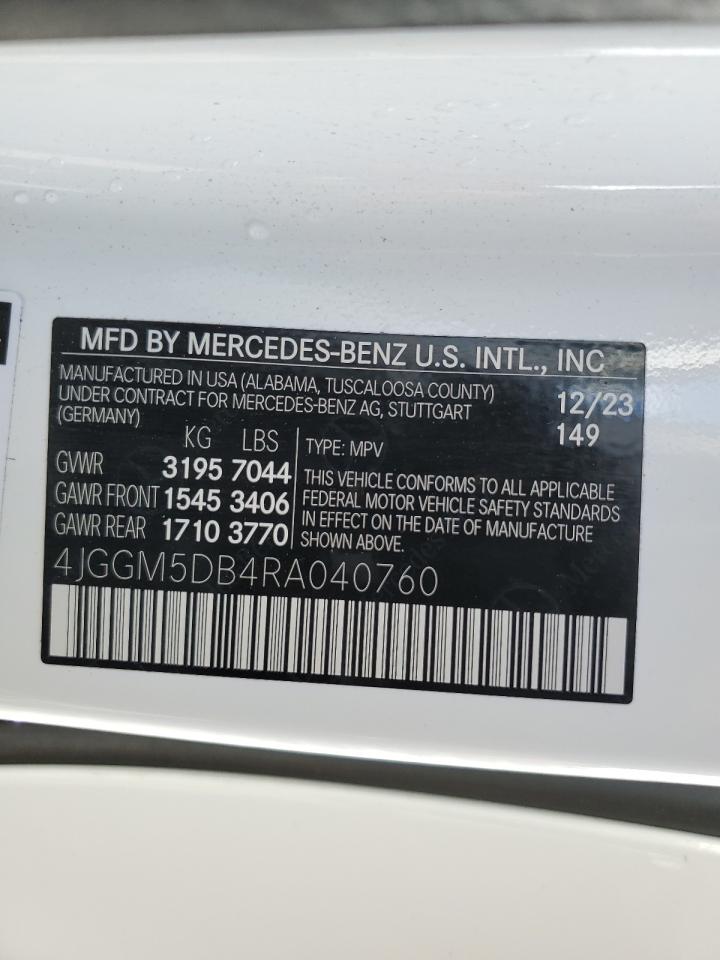 MFD BY MERCEDES-BENZ U.S. INTL., INC
MANUFACTURED IN USA (ALABAMA, TUSCALOOSA COUNTY)
UNDER CONTRACT FOR MERCEDES-BENZ AG, STUTTGART
(GERMANY)
12/23
149
KG LBS
GVWR 3195 7044
GAWR FRONT 1545 3406
GAWR REAR 1710 3770
TYPE: MPV
THIS VEHICLE CONFORMS TO ALL APPLICABLE
FEDERAL MOTOR VEHICLE SAFETY STANDARDS
IN EFFECT ON THE DATE OF MANUFACTURE
SHOWN ABOVE.
4JGGM5DB4RA040760